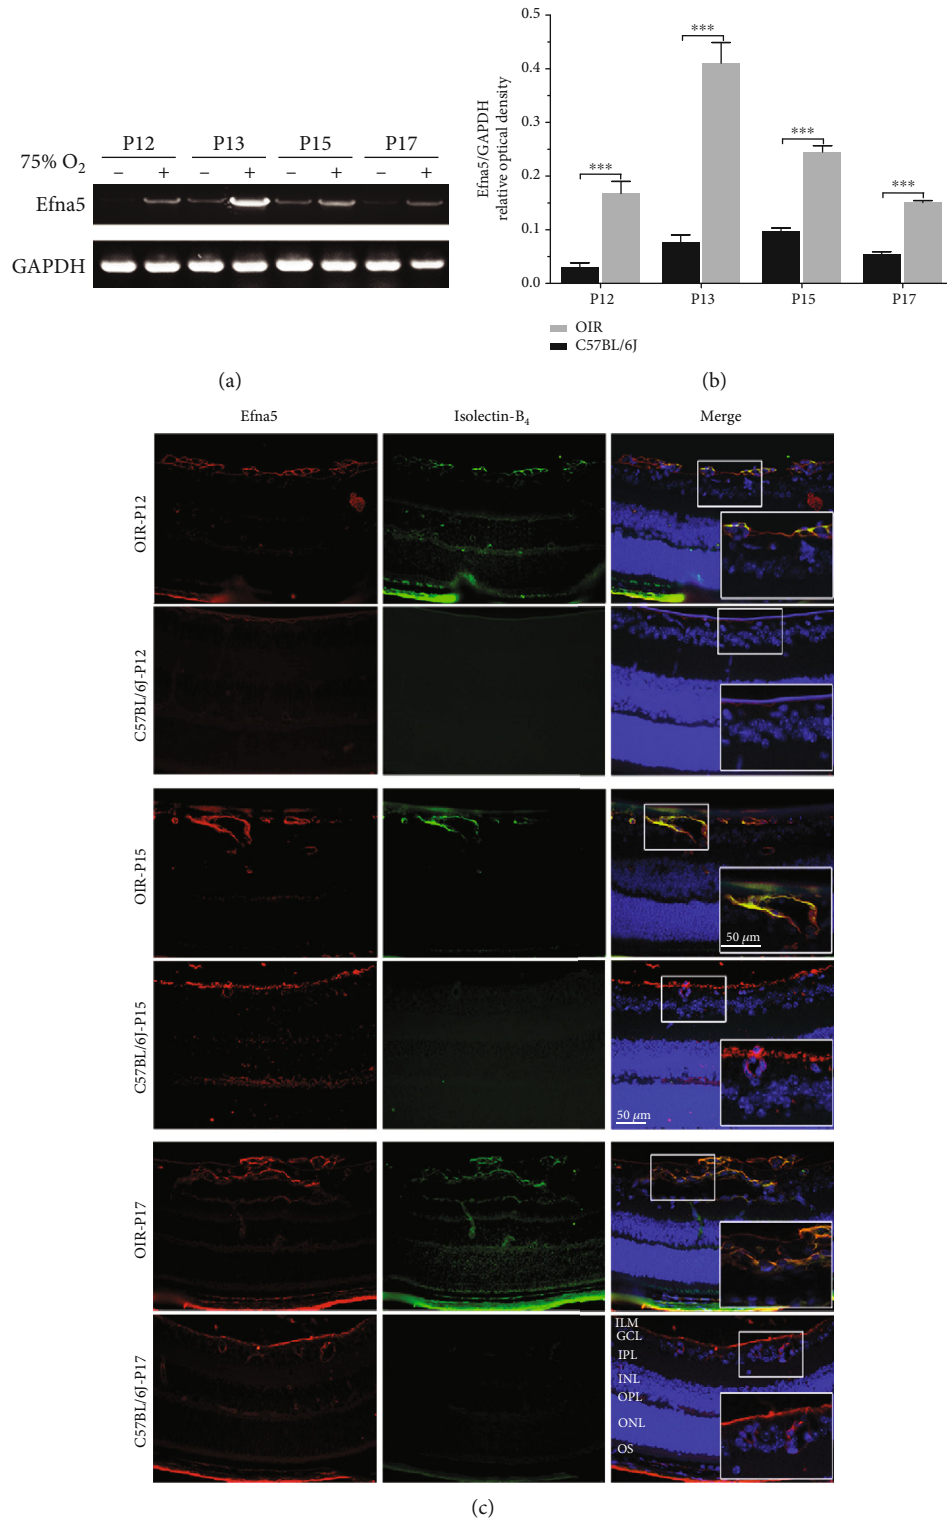 P12 P13 P15 P17
75% O₂ − + − + − + − +
Efna5
GAPDH
(a)
Efna5/GAPDH
relative optical density
0.5
0.4
0.3
0.2
0.1
0.0
*** *** *** ***
P12 P13 P15 P17
OIR
C57BL/6J
(b)
Efna5 Isolectin-B₄ Merge
OIR-P12
C57BL/6J-P12
OIR-P15
50 μm
C57BL/6J-P15
50 μm
OIR-P17
C57BL/6J-P17
ILM
GCL
IPL
INL
OPL
ONL
OS
(c)